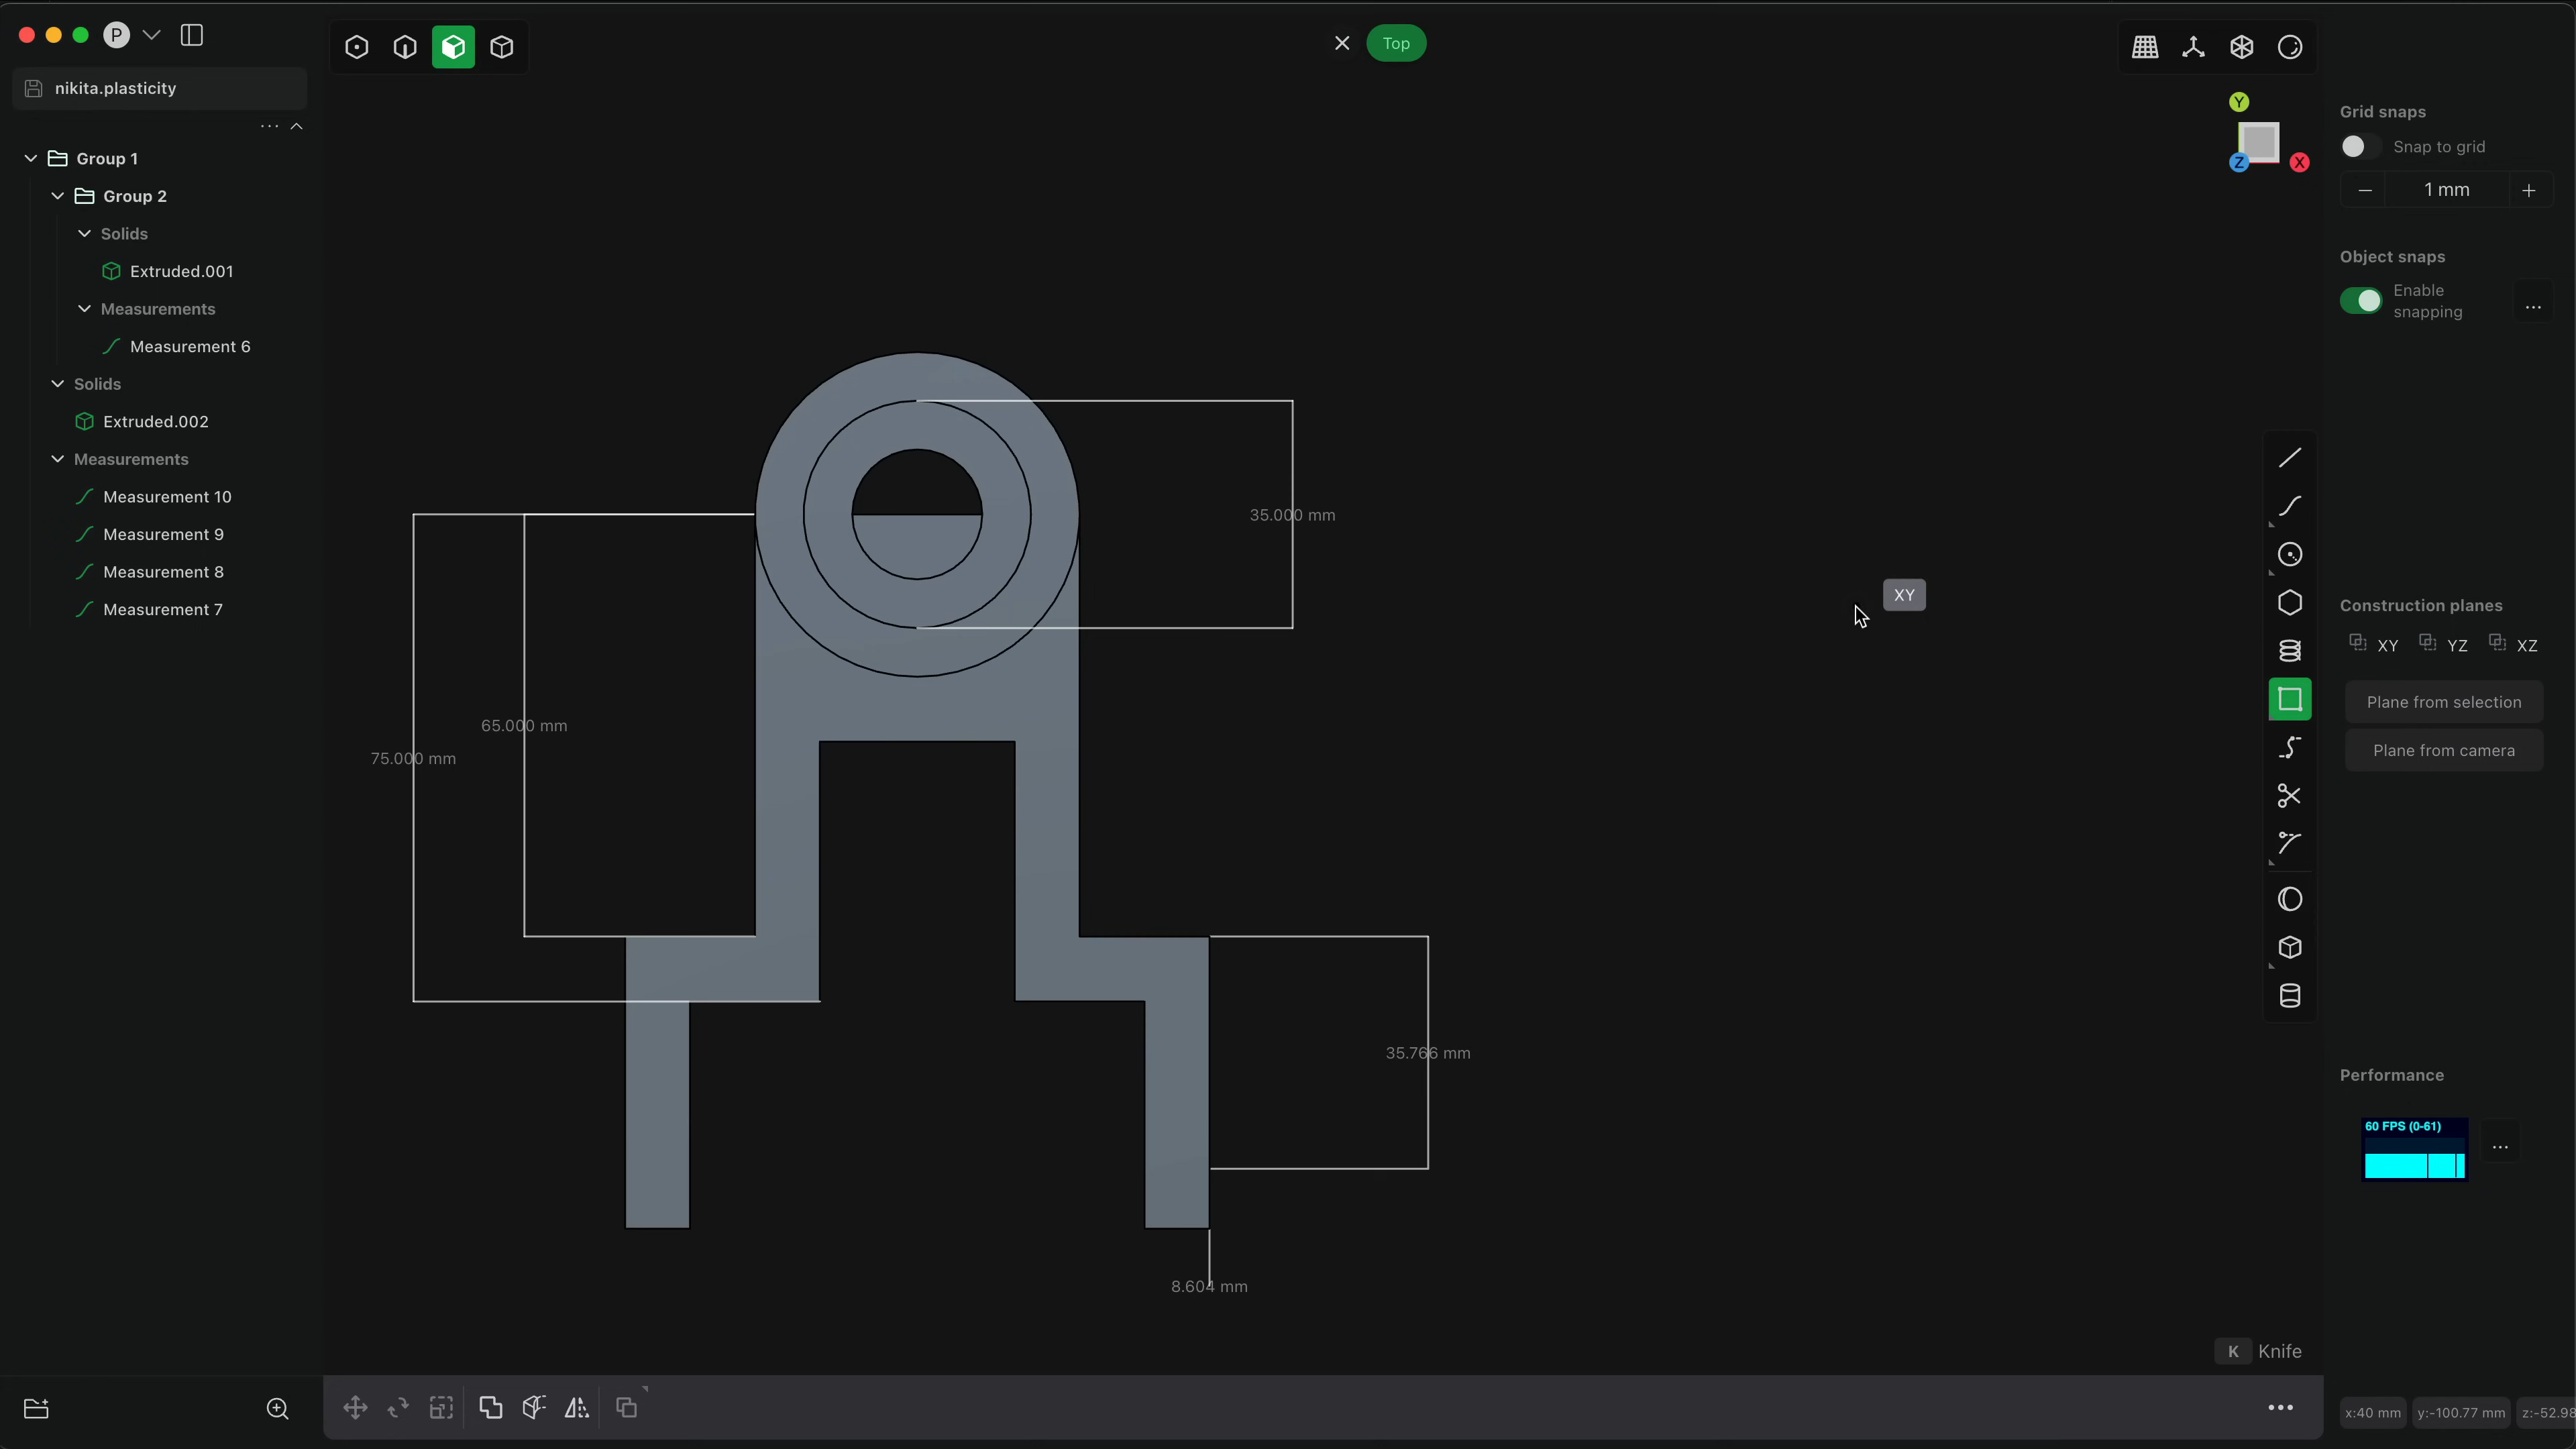 P
nikita.plasticity
Group 1
Group 2
Solids
Extruded.001
Measurements
Measurement 6
Solids
Extruded.002
Measurements
Measurement 10
Measurement 9
Measurement 8
Measurement 7
Top
Y
Z
X
35.000 mm
65.000 mm
75.000 mm
35.766 mm
8.604 mm
XY
K Knife
Grid snaps
Snap to grid
1 mm
Object snaps
Enable
snapping
Construction planes
XY YZ XZ
Plane from selection
Plane from camera
Performance
60 FPS (0-61)
x:40 mm y:-100.77 mm z:-52.98